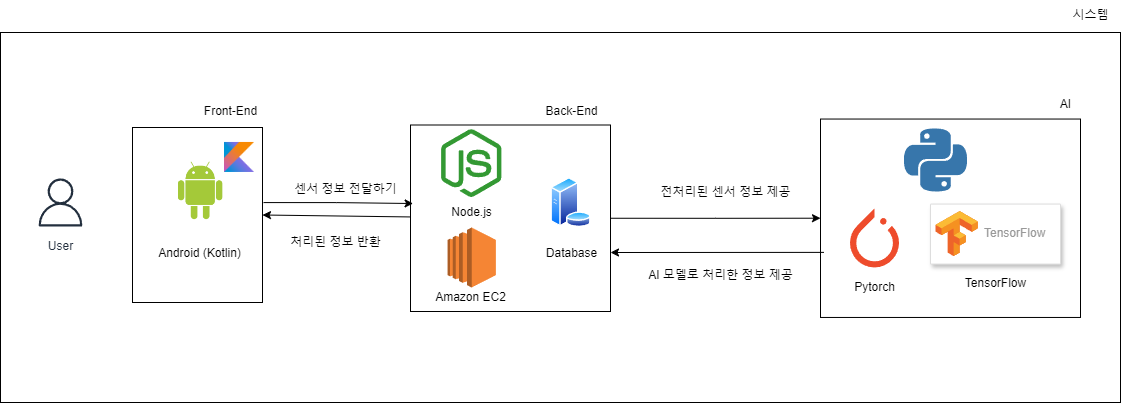 시스템
Front-End
Back-End
AI
JS
센서 정보 전달하기
전처리된 센서 정보 제공
Node.js
TensorFlow
User
처리된 정보 반환
Android (Kotlin)
Database
AI 모델로 처리한 정보 제공
Pytorch
TensorFlow
Amazon EC2